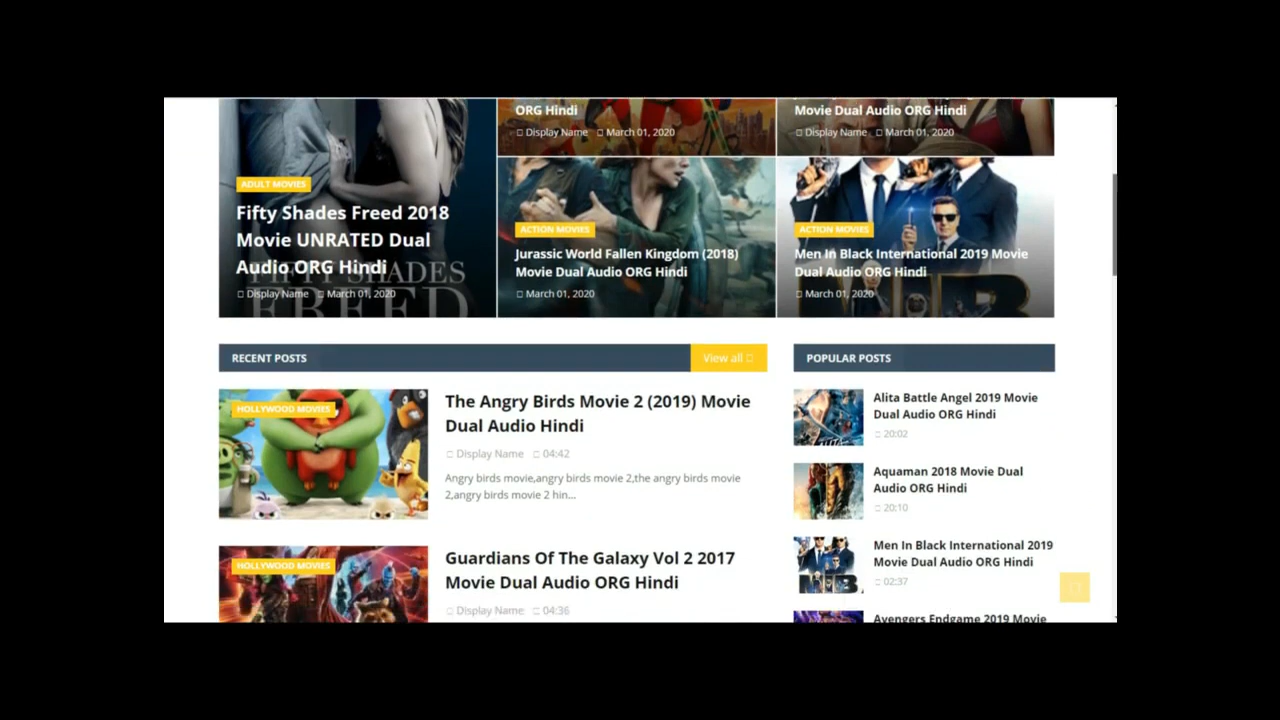 ADULT MOVIES
Fifty Shades Freed 2018
Movie UNRATED Dual
Audio ORG Hindi
Display Name March 01, 2020
FIFTY SHADES
FREED
ORG Hindi
Display Name March 01, 2020
Movie Dual Audio ORG Hindi
Display Name March 01, 2020
ACTION MOVIES
Jurassic World Fallen Kingdom (2018)
Movie Dual Audio ORG Hindi
March 01, 2020
ACTION MOVIES
Men In Black International 2019 Movie
Dual Audio ORG Hindi
March 01, 2020
RECENT POSTS
View all
HOLLYWOOD MOVIES
The Angry Birds Movie 2 (2019) Movie
Dual Audio Hindi
Display Name 04:42
Angry birds movie,angry birds movie 2,the angry birds movie
2,angry birds movie 2 hin...
HOLLYWOOD MOVIES
Guardians Of The Galaxy Vol 2 2017
Movie Dual Audio ORG Hindi
Display Name 04:36
POPULAR POSTS
Alita Battle Angel 2019 Movie
Dual Audio ORG Hindi
20:02
Aquaman 2018 Movie Dual
Audio ORG Hindi
20:10
MIB
Men In Black International 2019
Movie Dual Audio ORG Hindi
02:37
Avengers Endgame 2019 Movie